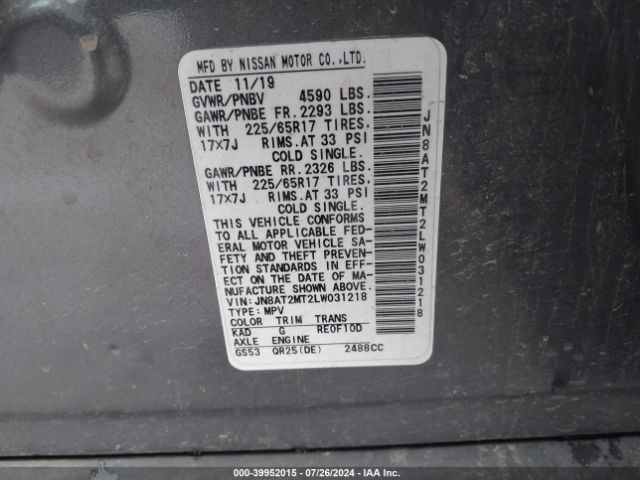 MFD BY NISSAN MOTOR CO.,LTD.
DATE 11/19
GVWR/PNBV 4590 LBS.
GAWR/PNBE FR.2293 LBS.
WITH 225/65R17 TIRES.
17X7J RIMS.AT 33 PSI
COLD SINGLE.
GAWR/PNBE RR.2326 LBS.
WITH 225/65R17 TIRES.
17X7J RIMS.AT 33 PSI
COLD SINGLE.
THIS VEHICLE CONFORMS
TO ALL APPLICABLE FED-
ERAL MOTOR VEHICLE SA-
FETY AND THEFT PREVEN-
TION STANDARDS IN EFF-
ECT ON THE DATE OF MA-
NUFACTURE SHOWN ABOVE.
VIN: JN8AT2MT2LW031218
TYPE: MPV
COLOR TRIM TRANS
KAD G RE0F10D
AXLE ENGINE
GS53 QR25(DE) 2488CC
JN8AT2MT2LW031218
000-39952015 | 07/26/2024 | IAA Inc.